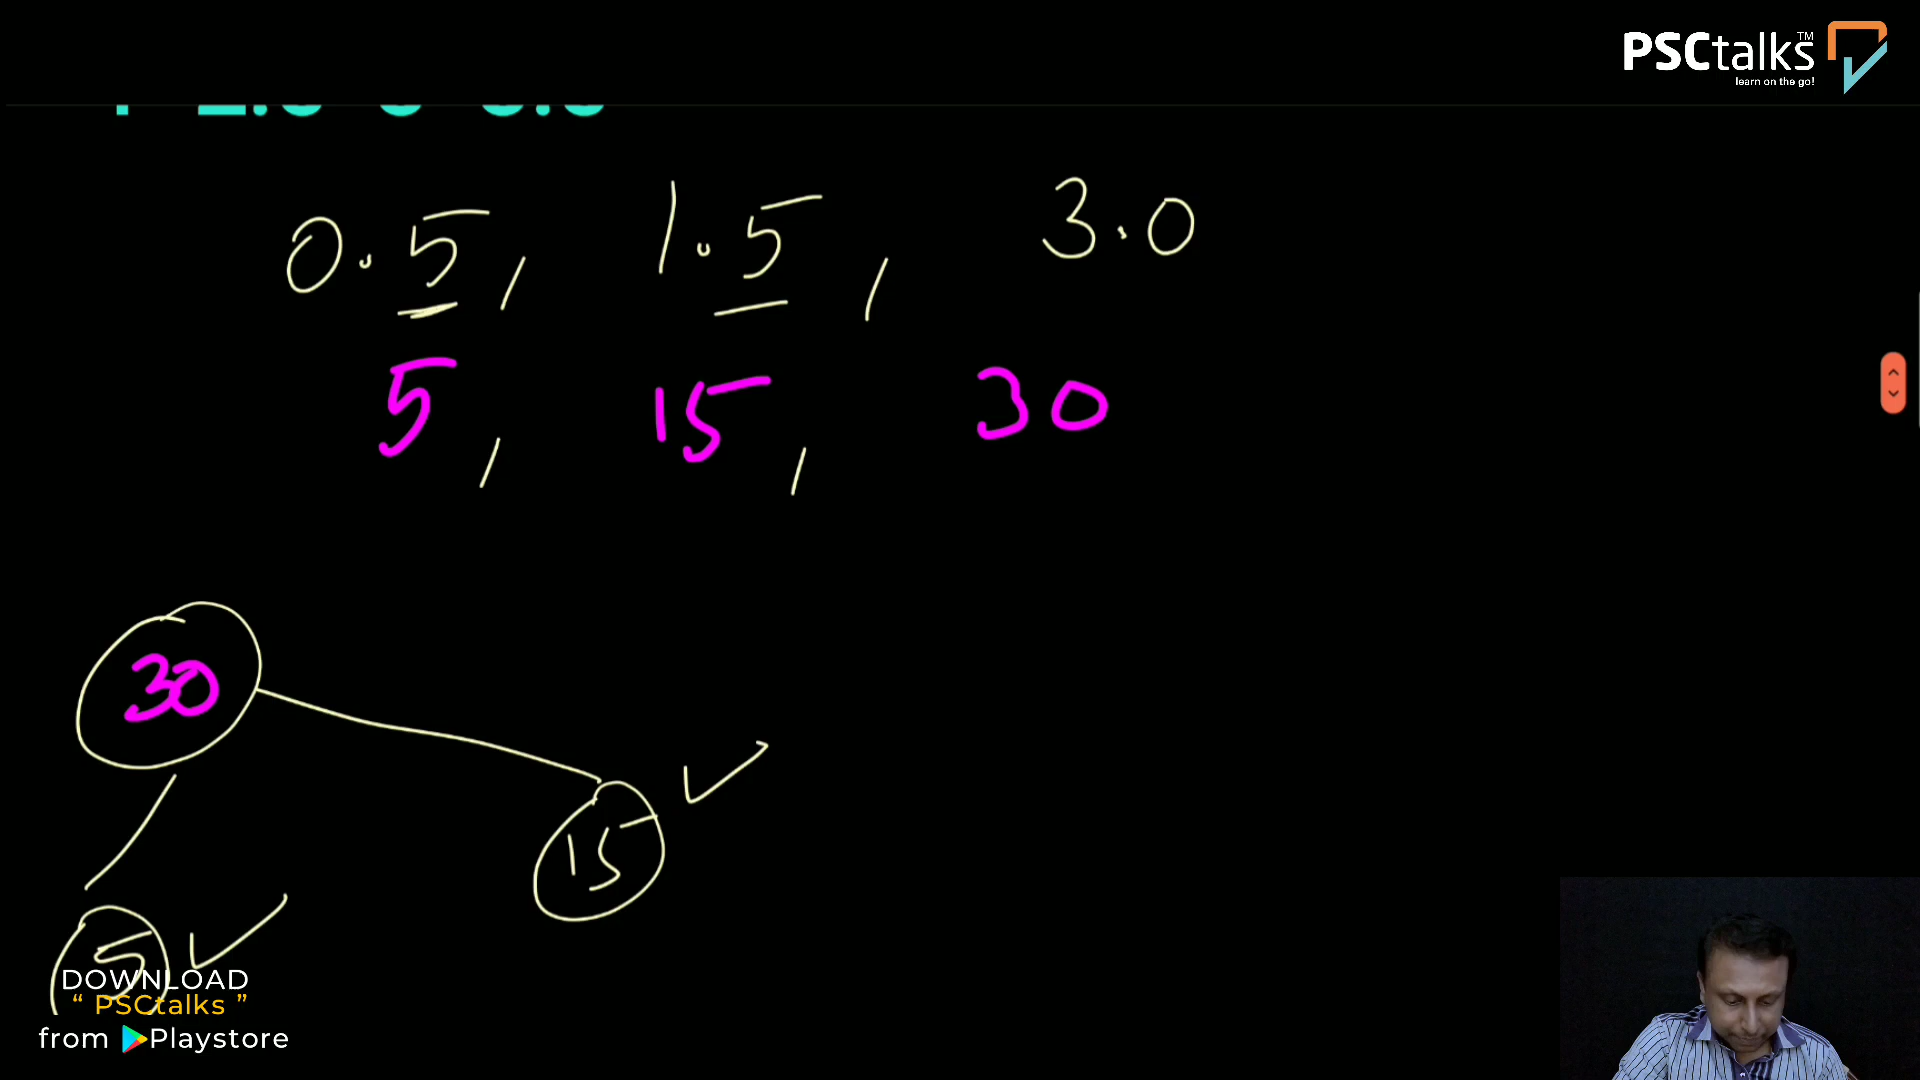 PSCtalks™
learn on the go!
0.5, 1.5, 3.0
5, 15, 30
30
15
5
DOWNLOAD
“ PSCtalks ”
from Playstore